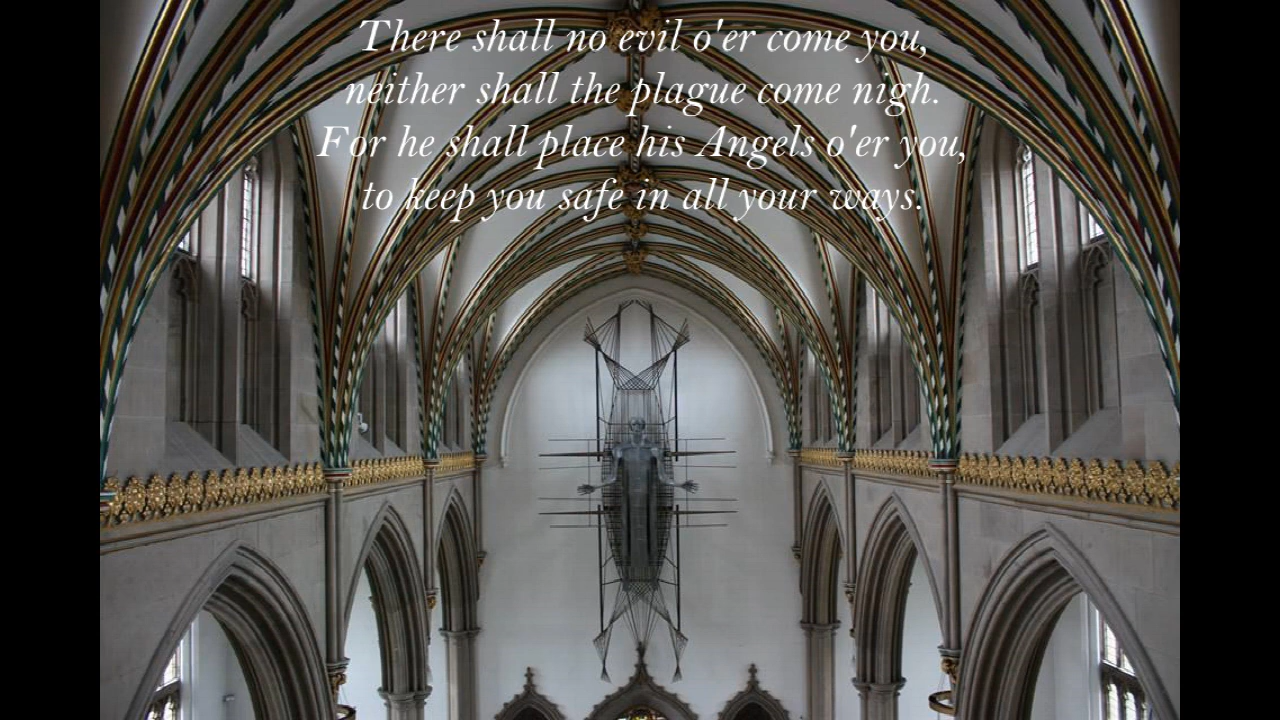 There shall no evil o'er come you,
neither shall the plague come nigh.
For he shall place his Angels o'er you,
to keep you safe in all your ways.